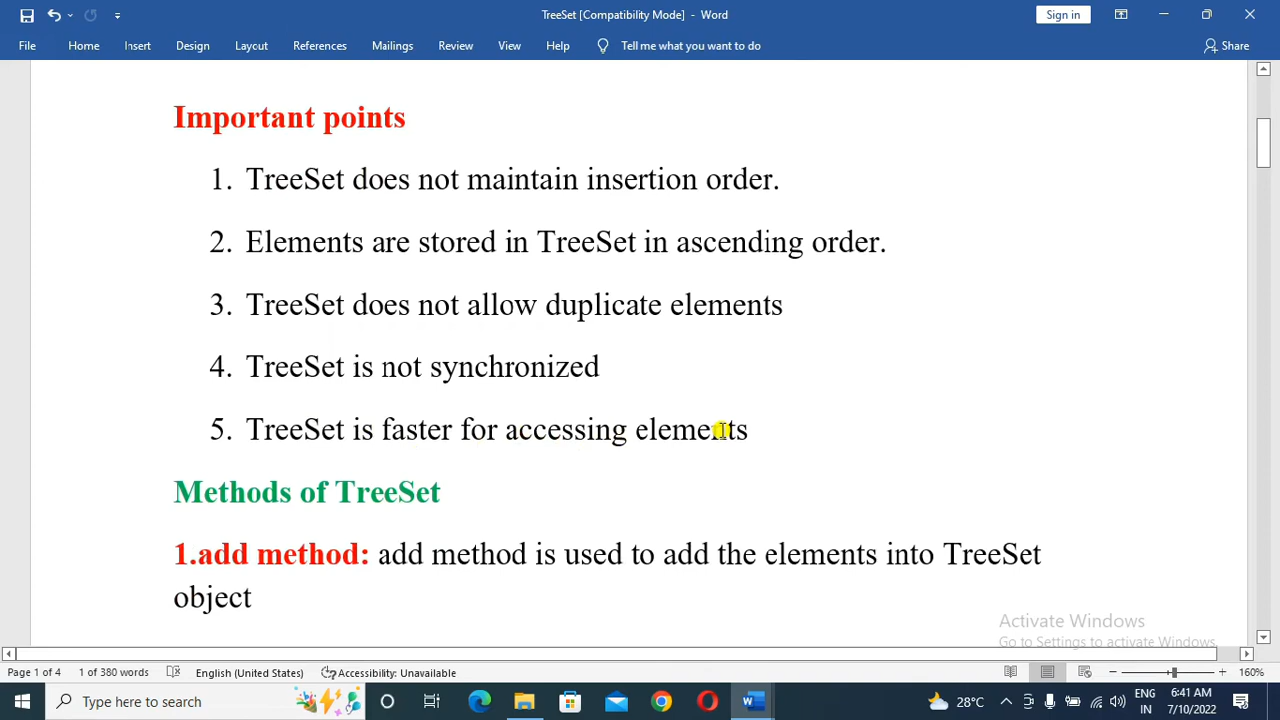 TreeSet [Compatibility Mode] - Word
Sign in
File Home Insert Design Layout References Mailings Review View Help Tell me what you want to do Share
Important points
1. TreeSet does not maintain insertion order.
2. Elements are stored in TreeSet in ascending order.
3. TreeSet does not allow duplicate elements
4. TreeSet is not synchronized
5. TreeSet is faster for accessing elements
Methods of TreeSet
1.add method: add method is used to add the elements into TreeSet
object
Activate Windows
Go to Settings to activate Windows.
Page 1 of 4 1 of 380 words English (United States) Accessibility: Unavailable 160%
Type here to search 28°C ENG 6:41 AM
IN 7/10/2022